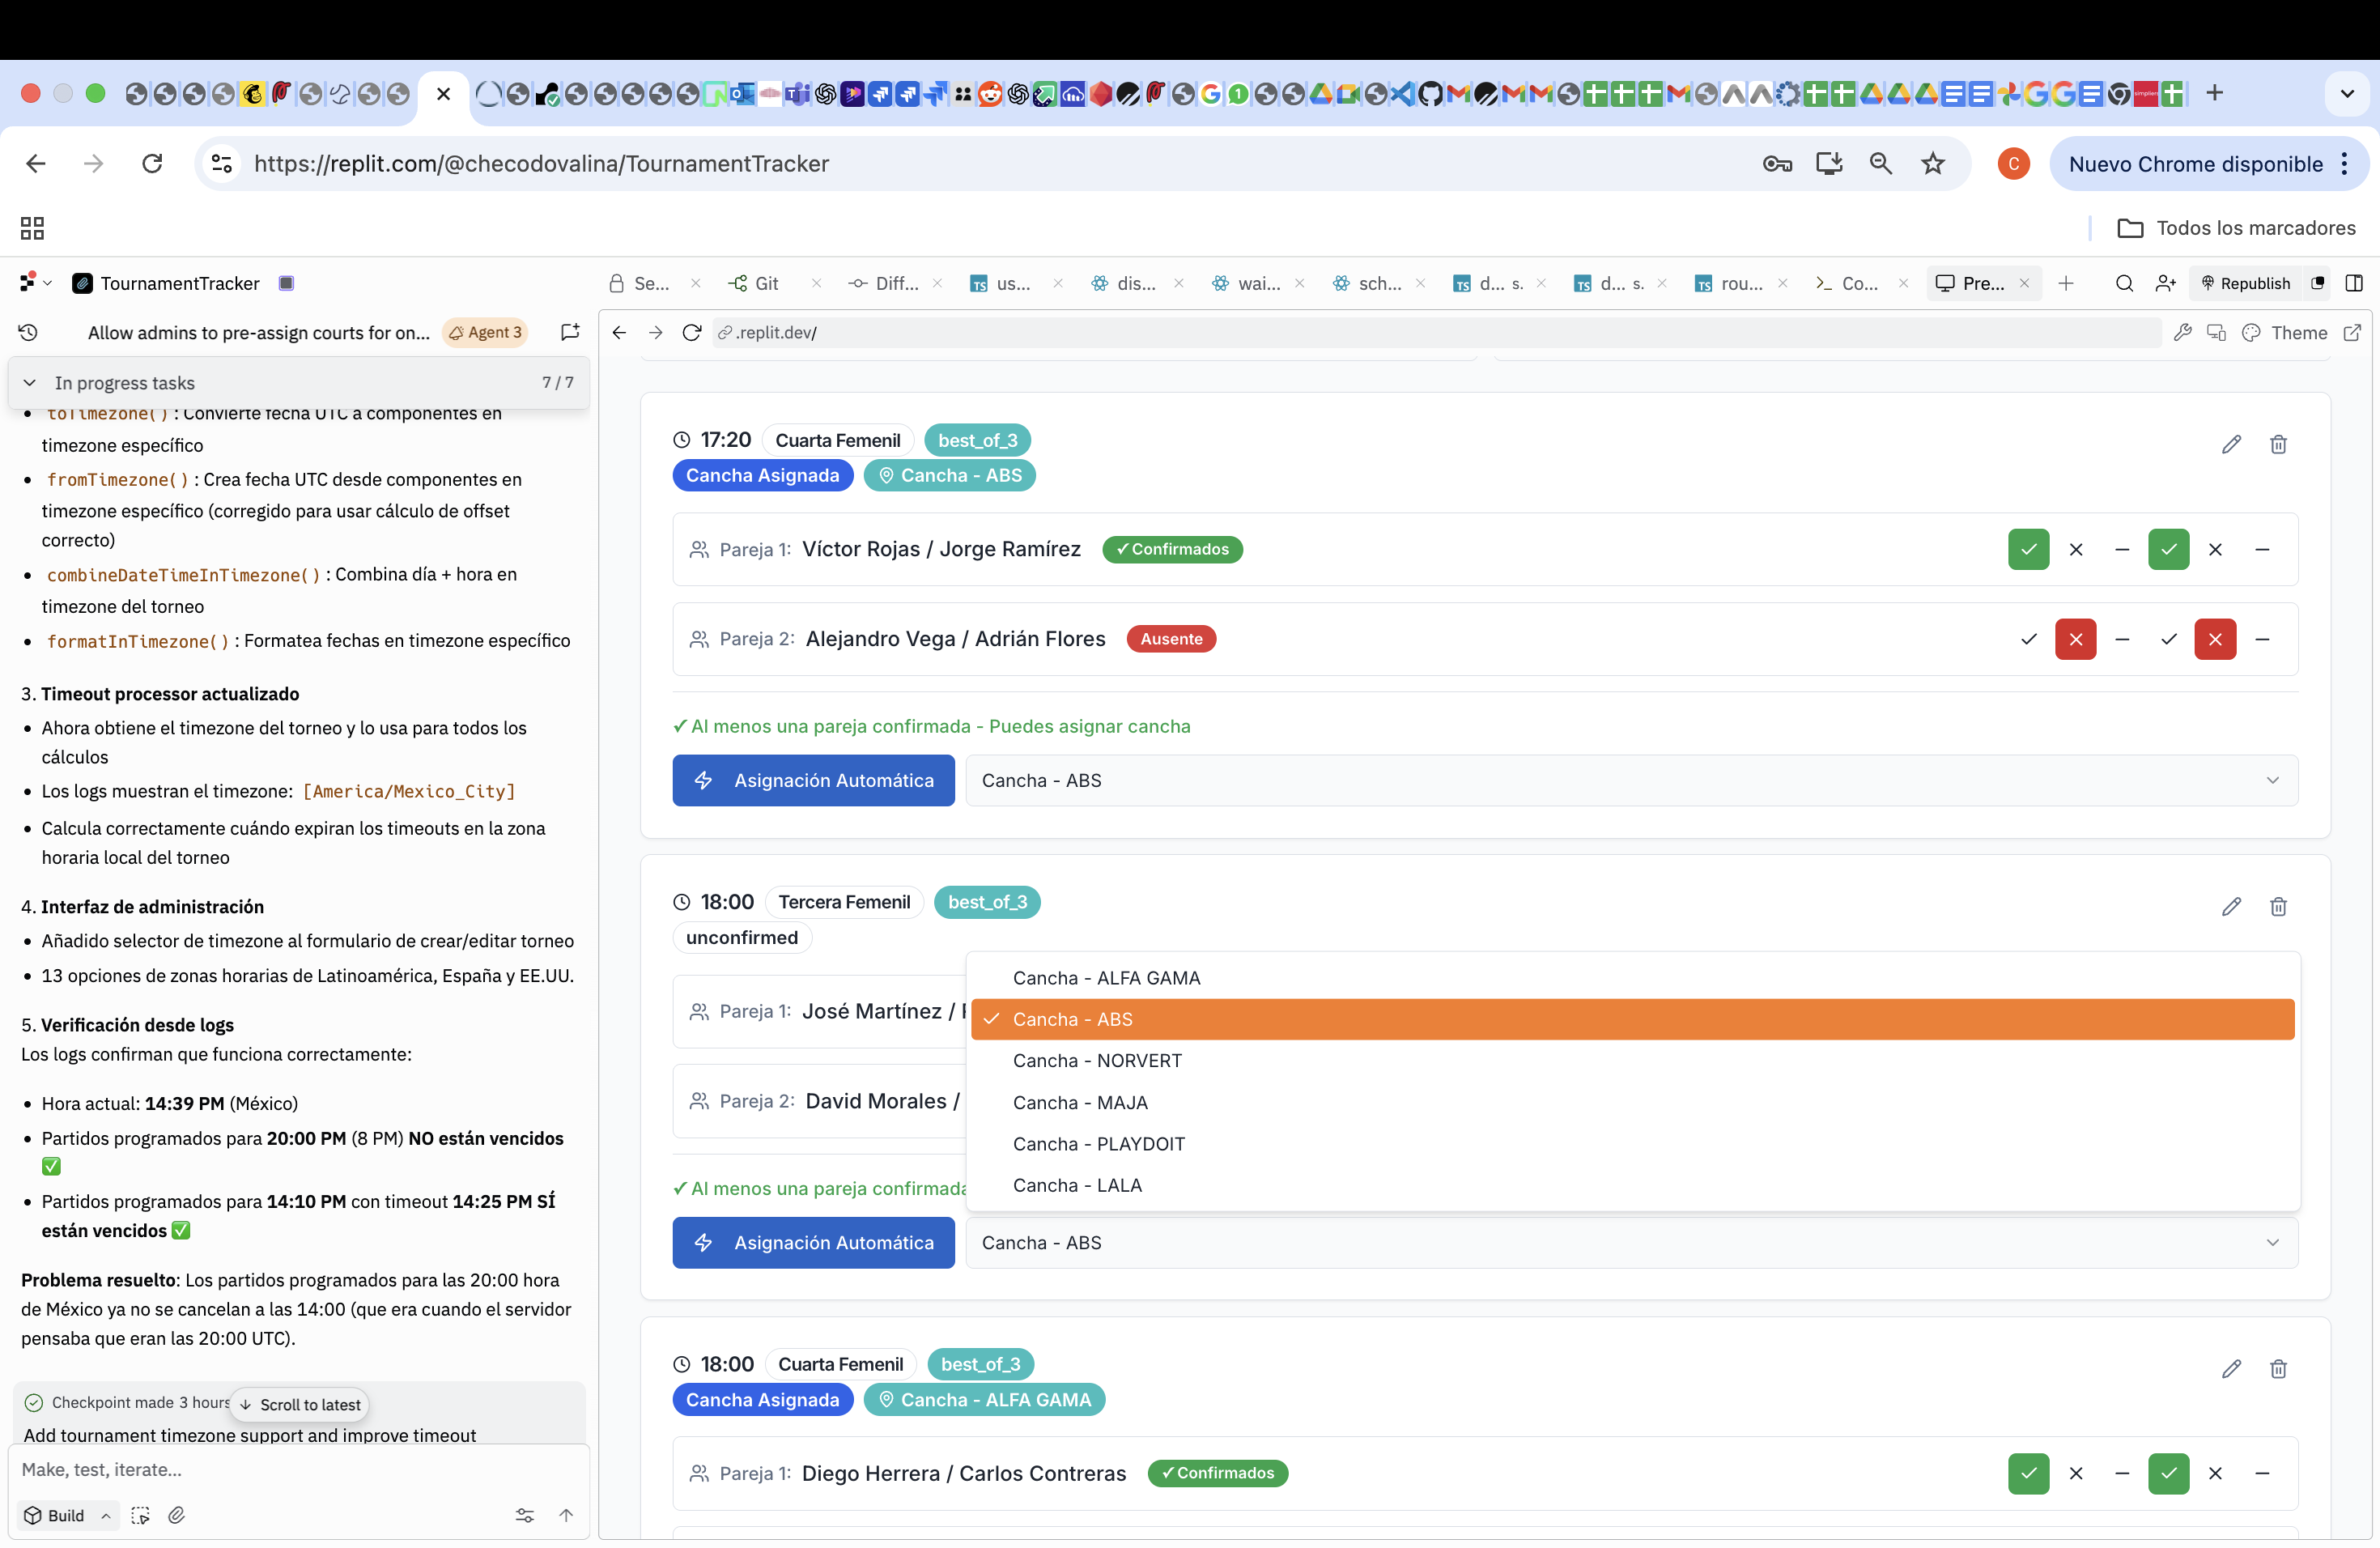 https://replit.com/@checodovalina/TournamentTracker
Nuevo Chrome disponible
Todos los marcadores
TournamentTracker
Se...
Git
Diff...
us...
dis...
wai...
sch...
d... s.
d... s.
rou...
Co...
Pre...
Republish
Allow admins to pre-assign courts for on...
Agent 3
.replit.dev/
Theme
In progress tasks
7 / 7
toTimezone() : Convierte fecha UTC a componentes en
timezone específico
fromTimezone() : Crea fecha UTC desde componentes en
timezone específico (corregido para usar cálculo de offset
correcto)
combineDateTimeInTimezone() : Combina día + hora en
timezone del torneo
formatInTimezone() : Formatea fechas en timezone específico
3. Timeout processor actualizado
Ahora obtiene el timezone del torneo y lo usa para todos los
cálculos
Los logs muestran el timezone: [America/Mexico_City]
Calcula correctamente cuándo expiran los timeouts en la zona
horaria local del torneo
4. Interfaz de administración
Añadido selector de timezone al formulario de crear/editar torneo
13 opciones de zonas horarias de Latinoamérica, España y EE.UU.
5. Verificación desde logs
Los logs confirman que funciona correctamente:
Hora actual: 14:39 PM (México)
Partidos programados para 20:00 PM (8 PM) NO están vencidos
✅
Partidos programados para 14:10 PM con timeout 14:25 PM SÍ
están vencidos ✅
Problema resuelto: Los partidos programados para las 20:00 hora
de México ya no se cancelan a las 14:00 (que era cuando el servidor
pensaba que eran las 20:00 UTC).
Checkpoint made 3 hours
Scroll to latest
Add tournament timezone support and improve timeout
Make, test, iterate...
Build
17:20 Cuarta Femenil best_of_3
Cancha Asignada Cancha - ABS
Pareja 1: Víctor Rojas / Jorge Ramírez ✓Confirmados
Pareja 2: Alejandro Vega / Adrián Flores Ausente
✓Al menos una pareja confirmada - Puedes asignar cancha
Asignación Automática
Cancha - ABS
18:00 Tercera Femenil best_of_3
unconfirmed
Pareja 1: José Martínez /
Pareja 2: David Morales /
Cancha - ALFA GAMA
Cancha - ABS
Cancha - NORVERT
Cancha - MAJA
Cancha - PLAYDOIT
Cancha - LALA
✓Al menos una pareja confirmada
Asignación Automática
Cancha - ABS
18:00 Cuarta Femenil best_of_3
Cancha Asignada Cancha - ALFA GAMA
Pareja 1: Diego Herrera / Carlos Contreras ✓Confirmados